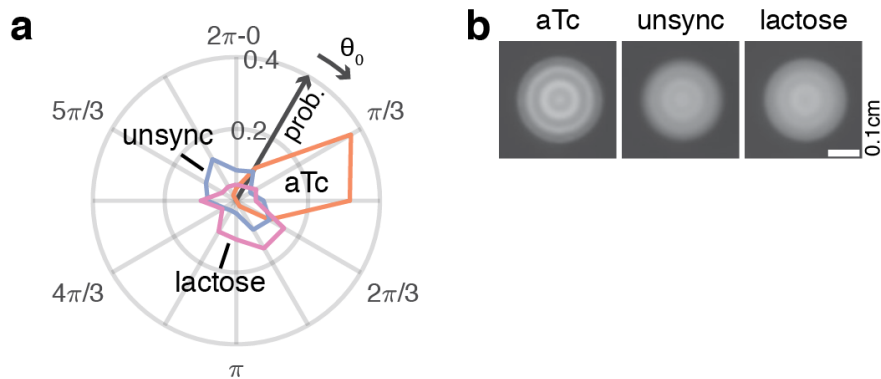 a
2π-0
0.4
θ0
prob.
5π/3
π/3
0.2
unsync
aTc
lactose
4π/3
2π/3
π
b
aTc unsync lactose
0.1cm